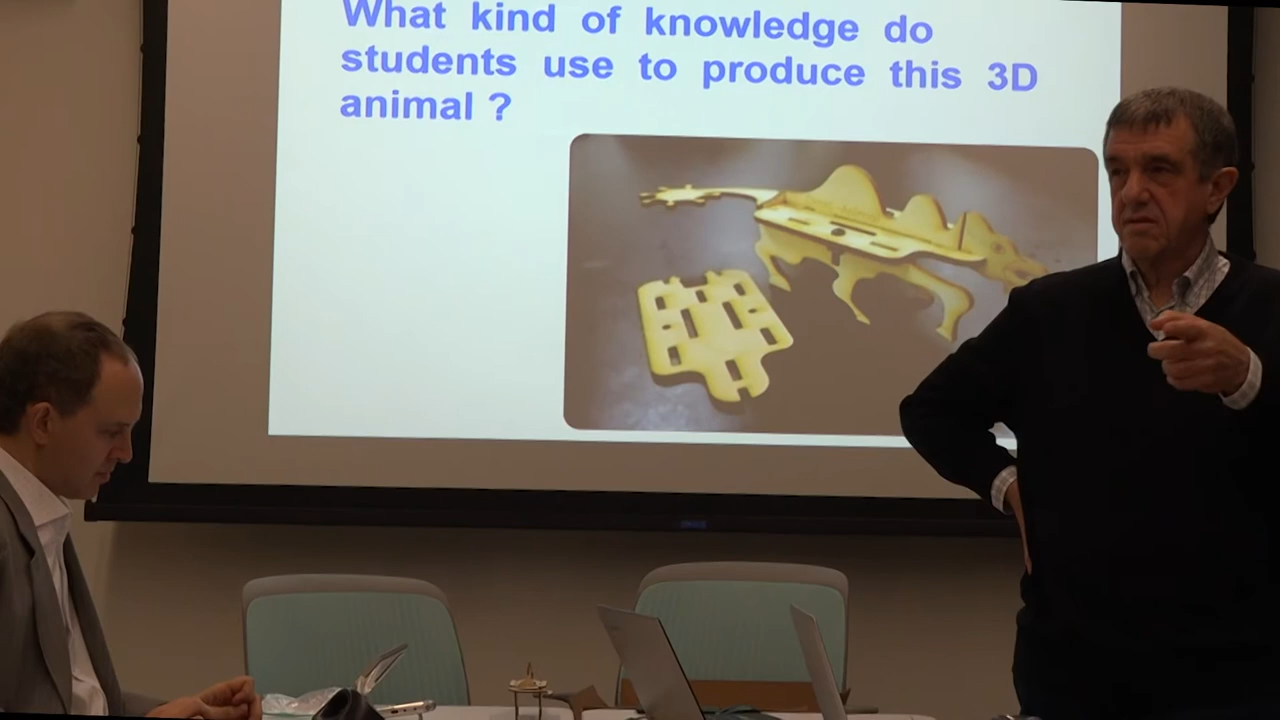 What kind of knowledge do
students use to produce this 3D
animal ?